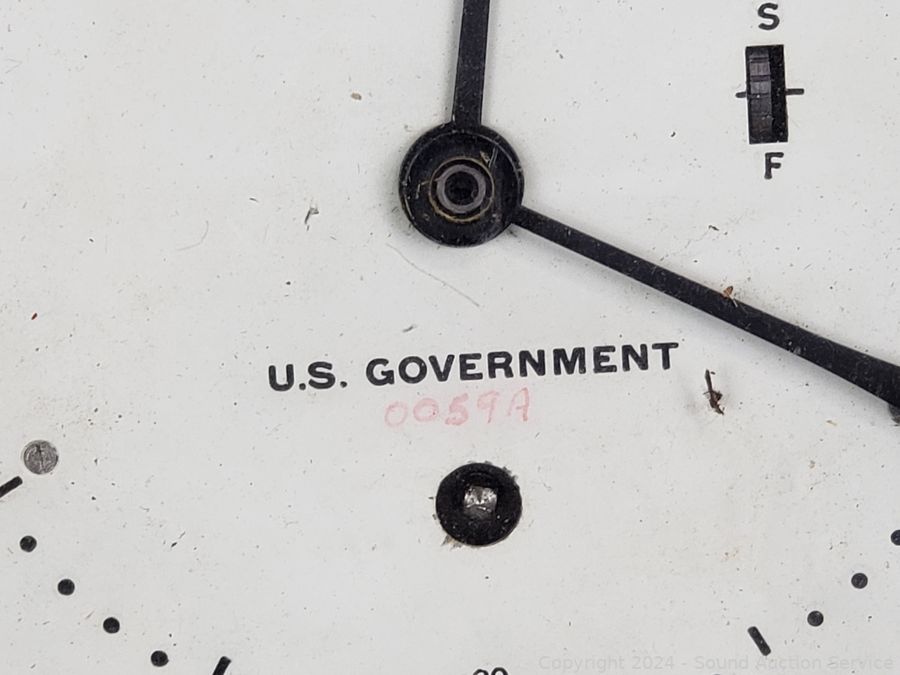 S
F
U.S. GOVERNMENT
0059A
Copyright 2024 - Sound Auction Service